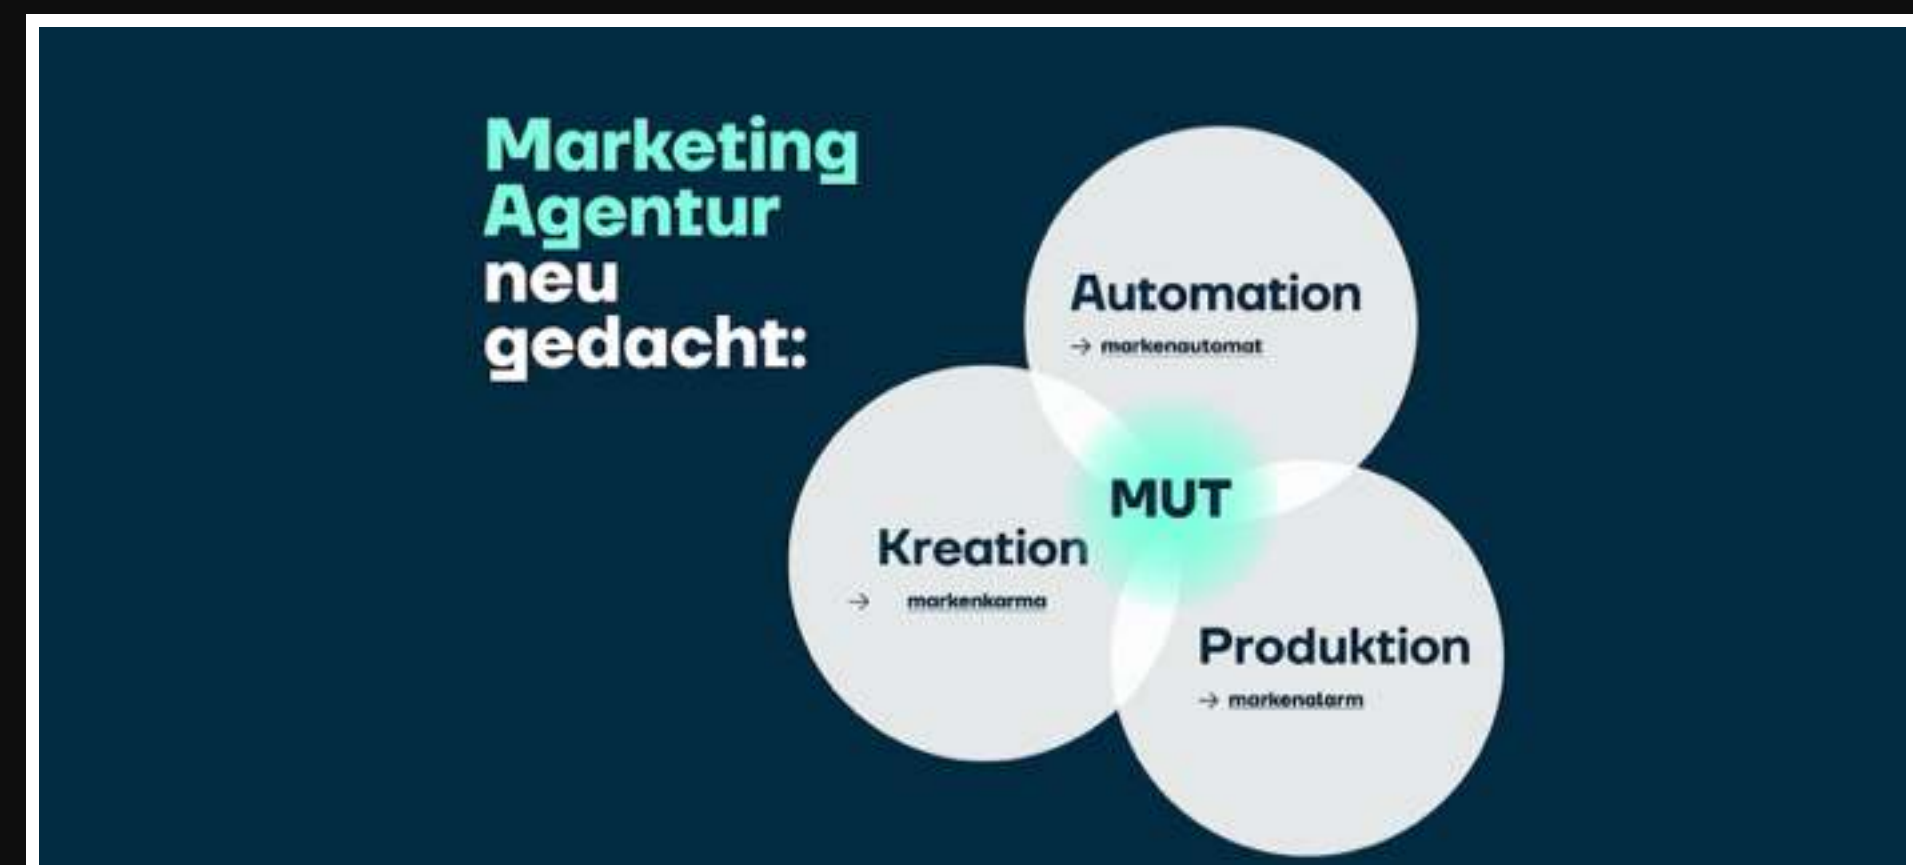 Marketing
Agentur
neu
gedacht:
Automation
→ markenautomat
MUT
Kreation
→ markenkarma
Produktion
→ markenalarm